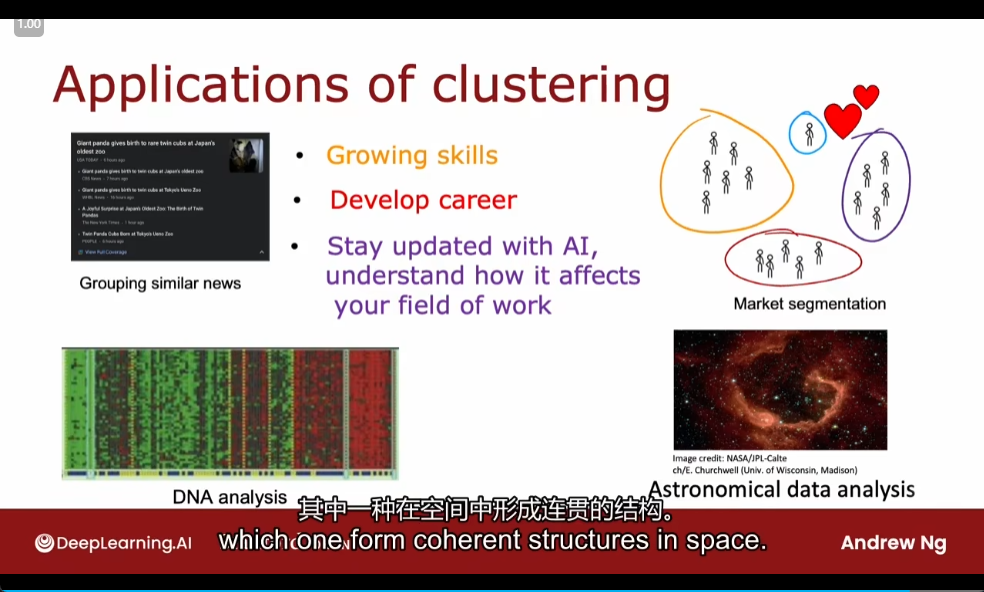 1.00
Applications of clustering
Giant panda gives birth to rare twin cubs at Japan's
oldest zoo
USA TODAY · 6 hours ago
• Giant panda gives birth to twin cubs at Japan's oldest zoo
CBS News · 7 hours ago
• Giant panda gives birth to twin cubs at Tokyo's Ueno Zoo
WHBL News · 16 hours ago
• A Joyful Surprise at Japan's Oldest Zoo: The Birth of Twin
Pandas
The New York Times · 1 hour ago
• Twin Panda Cubs Born at Tokyo's Ueno Zoo
PEOPLE · 6 hours ago
View Full Coverage
Grouping similar news
• Growing skills
• Develop career
• Stay updated with AI,
understand how it affects
your field of work
Market segmentation
DNA analysis
Image credit: NASA/JPL-Calte
ch/E. Churchwell (Univ. of Wisconsin, Madison)
Astronomical data analysis
其中一种在空间中形成连贯的结构。
which one form coherent structures in space.
DeepLearning.AI
Andrew Ng